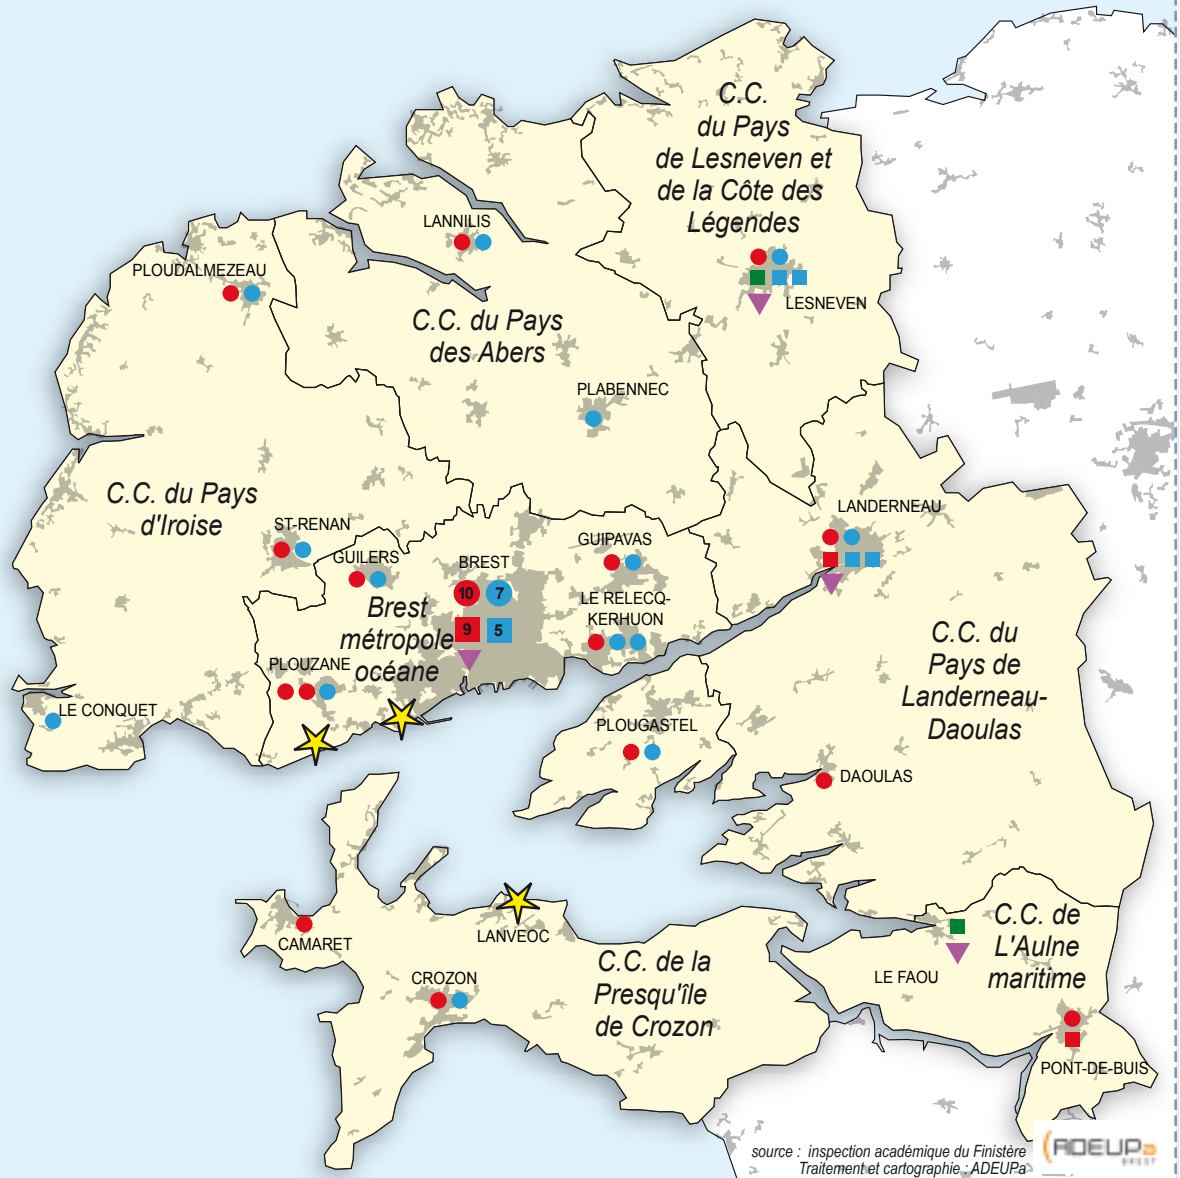 C.C.
du Pays
de Lesneven et
de la Côte des
Légendes
LANNILIS
PLOUDALMEZEAU
LESNEVEN
C.C. du Pays
des Abers
PLABENNEC
C.C. du Pays
d'Iroise
LANDERNEAU
ST-RENAN
GUILERS
BREST
GUIPAVAS
10 7
9 5
Brest
métropole
océane
LE RELECQ-
KERHUON
C.C. du
Pays de
Landerneau-
Daoulas
PLOUZANE
LE CONQUET
PLOUGASTEL
DAOULAS
LANVEOC
CAMARET
CROZON
C.C. de la
Presqu'île
de Crozon
C.C. de
L'Aulne
maritime
LE FAOU
PONT-DE-BUIS
source : inspection académique du Finistère
Traitement et cartographie : ADEUPa
ADEUPa
BREST